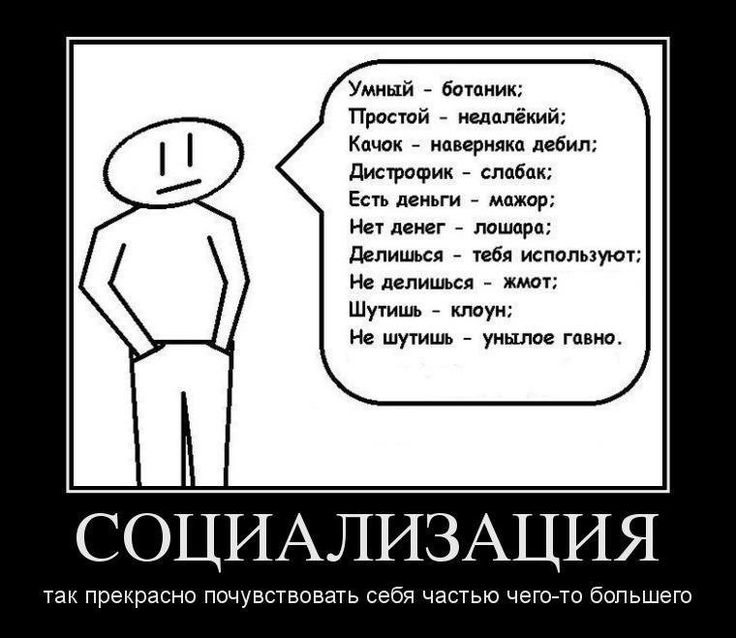 Умный - ботаник;
Простой - недалёкий;
Качок - наверняка дебил;
Дистрофик - слабак;
Есть деньги - мажор;
Нет денег - лошара;
Делишься - тебя используют;
Не делишься - жмот;
Шутишь - клоун;
Не шутишь - унылое гавно.
СОЦИАЛИЗАЦИЯ
так прекрасно почувствовать себя частью чего-то большего